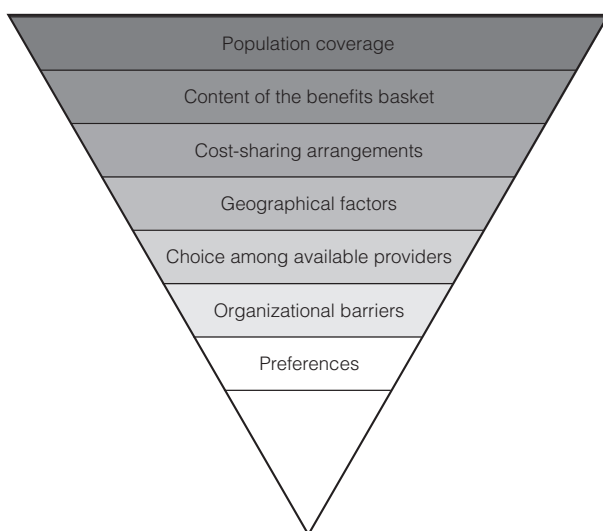 Population coverage
Content of the benefits basket
Cost-sharing arrangements
Geographical factors
Choice among available providers
Organizational barriers
Preferences